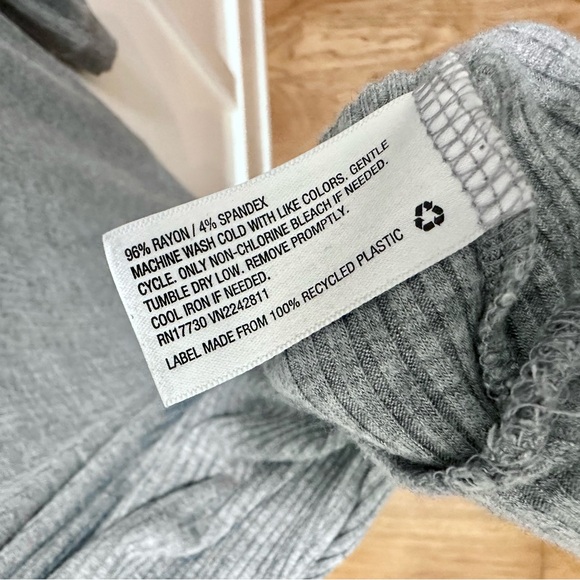 96% RAYON / 4% SPANDEX
MACHINE WASH COLD WITH LIKE COLORS. GENTLE
CYCLE. ONLY NON-CHLORINE BLEACH IF NEEDED.
TUMBLE DRY LOW. REMOVE PROMPTLY.
COOL IRON IF NEEDED.
RN17730 VN2242811
LABEL MADE FROM 100% RECYCLED PLASTIC